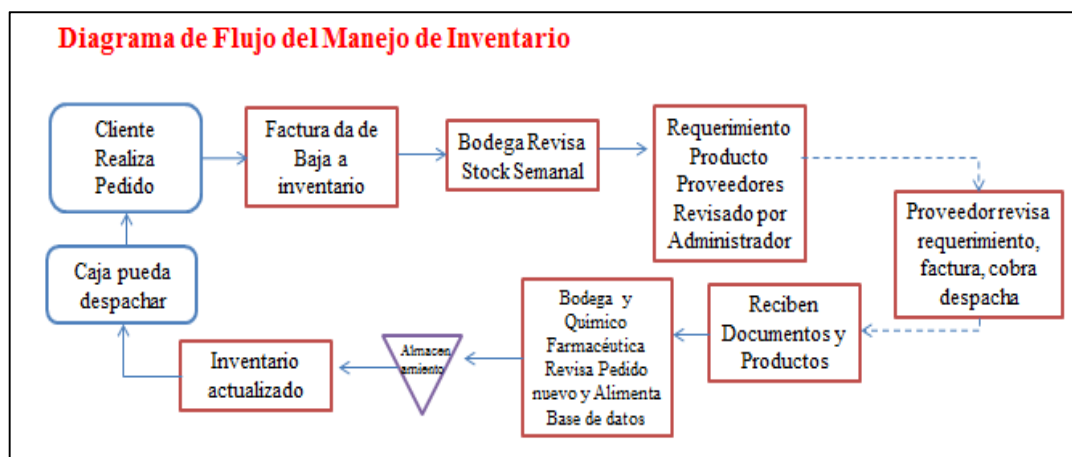 Diagrama de Flujo del Manejo de Inventario
Cliente
Realiza
Pedido
Factura da de
Baja a
inventario
Bodega Revisa
Stock Semanal
Requerimiento
Producto
Proveedores
Revisado por
Administrador
Proveedor revisa
requerimiento,
factura, cobra
despacha
Reciben
Documentos y
Productos
Bodega y
Químico
Farmacéutica
Revisa Pedido
nuevo y Alimenta
Base de datos
Almacen
amiento
Inventario
actualizado
Caja pueda
despachar